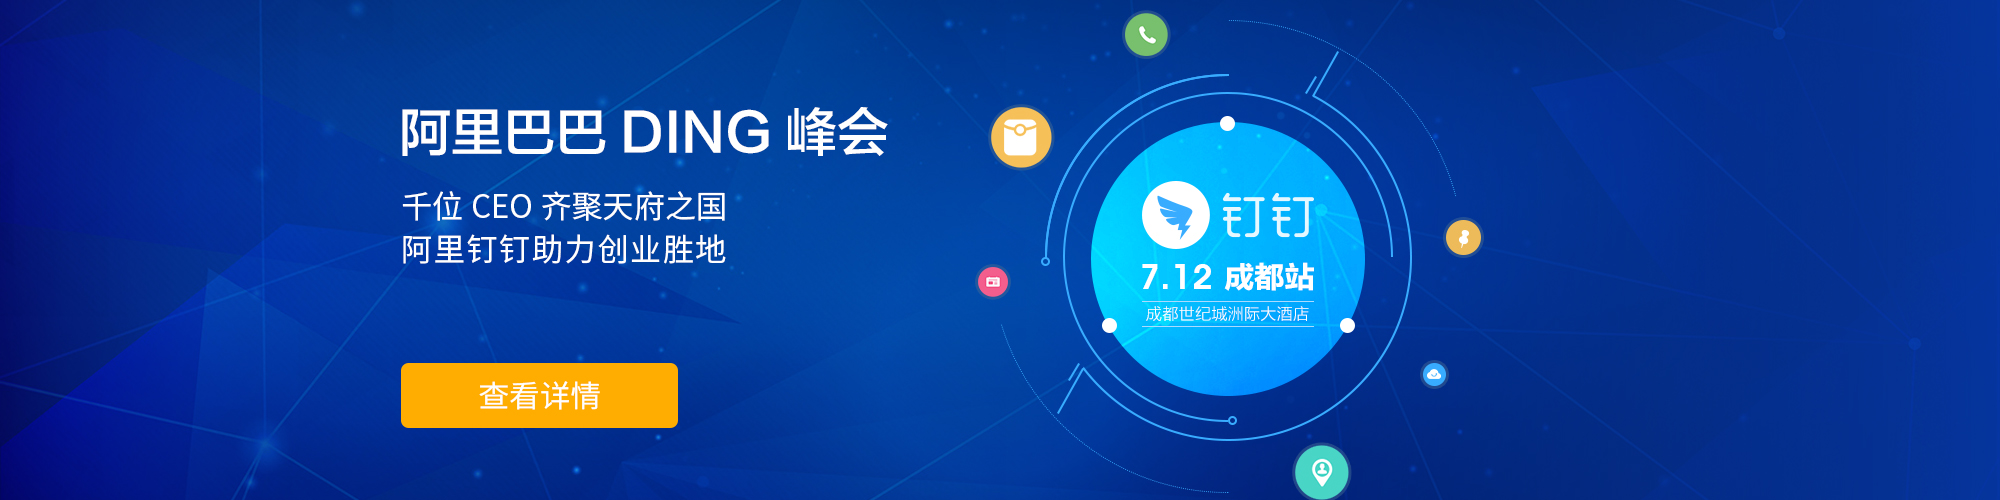 阿里巴巴 DING 峰会
千位 CEO 齐聚天府之国
阿里钉钉助力创业胜地
查看详情
钉钉
7.12 成都站
成都世纪城洲际大酒店